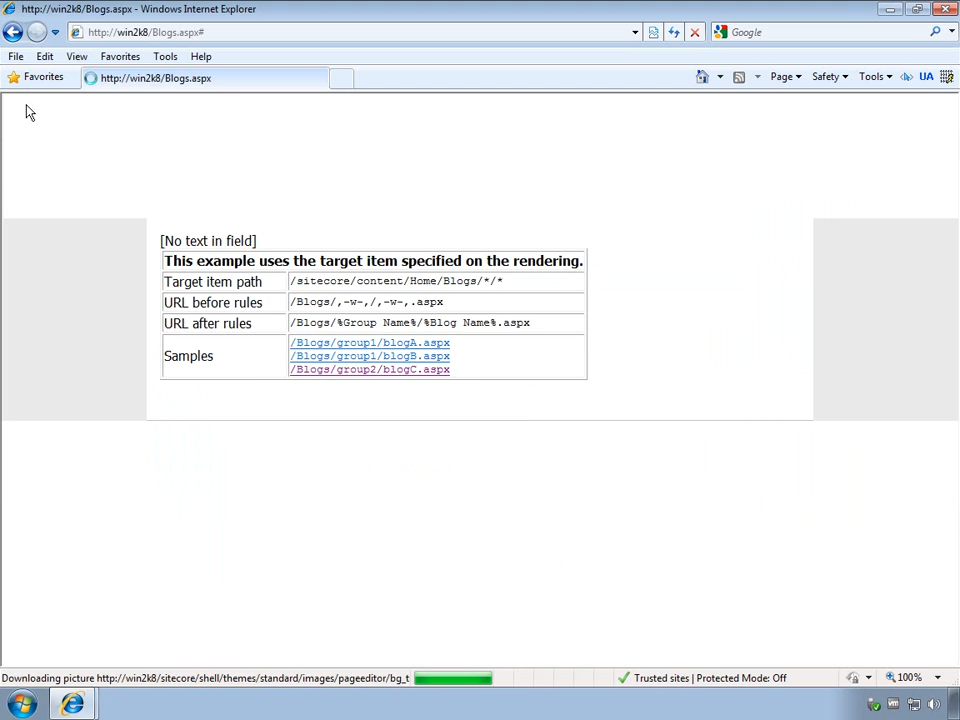 http://win2k8/Blogs.aspx - Windows Internet Explorer
http://win2k8/Blogs.aspx#
Google
File Edit View Favorites Tools Help
Favorites
http://win2k8/Blogs.aspx
Page Safety Tools UA
[No text in field]
This example uses the target item specified on the rendering.
Target item path /sitecore/content/Home/Blogs/*/*
URL before rules /Blogs/,-w-,/,-w-,.aspx
URL after rules /Blogs/%Group Name%/%Blog Name%.aspx
Samples
/Blogs/group1/blogA.aspx
/Blogs/group1/blogB.aspx
/Blogs/group2/blogC.aspx
Downloading picture http://win2k8/sitecore/shell/themes/standard/images/pageeditor/bg_t
Trusted sites | Protected Mode: Off
100%